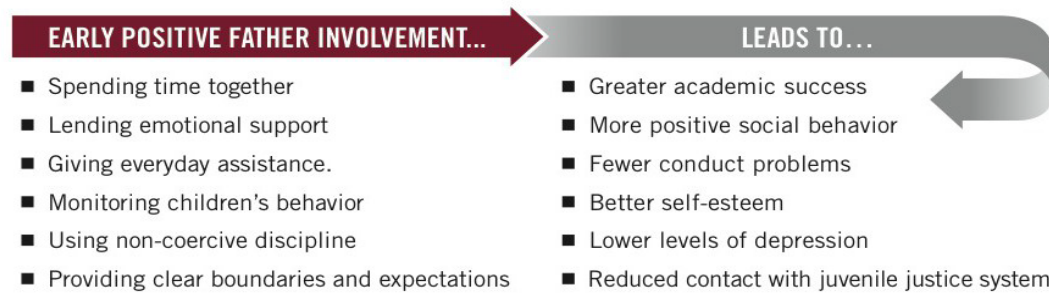 EARLY POSITIVE FATHER INVOLVEMENT...
■ Spending time together
■ Lending emotional support
■ Giving everyday assistance.
■ Monitoring children’s behavior
■ Using non-coercive discipline
■ Providing clear boundaries and expectations
LEADS TO...
■ Greater academic success
■ More positive social behavior
■ Fewer conduct problems
■ Better self-esteem
■ Lower levels of depression
■ Reduced contact with juvenile justice system